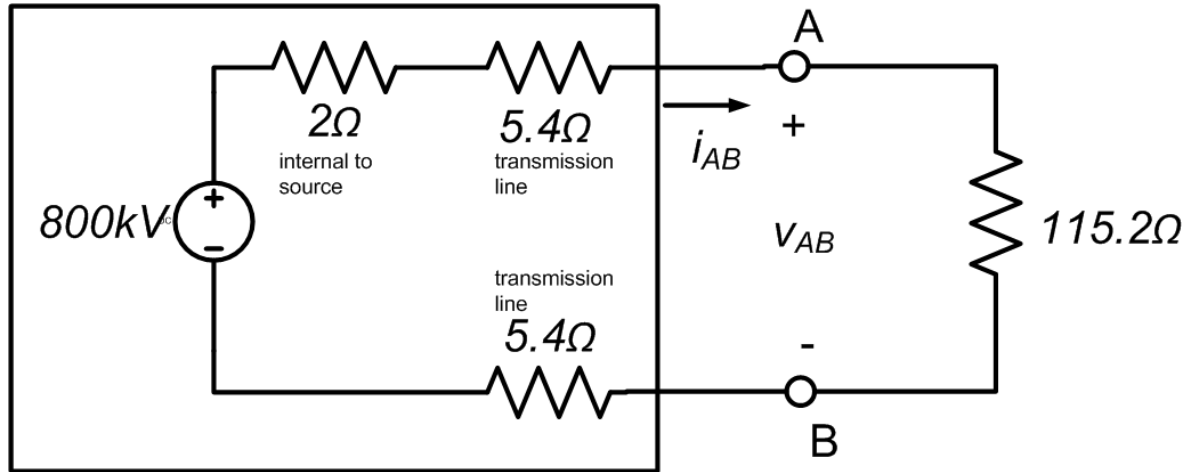 A
2Ω
internal to
source
5.4Ω
transmission
line
+
i_AB
800kV
+
−
v_AB
115.2Ω
transmission
line
5.4Ω
-
B